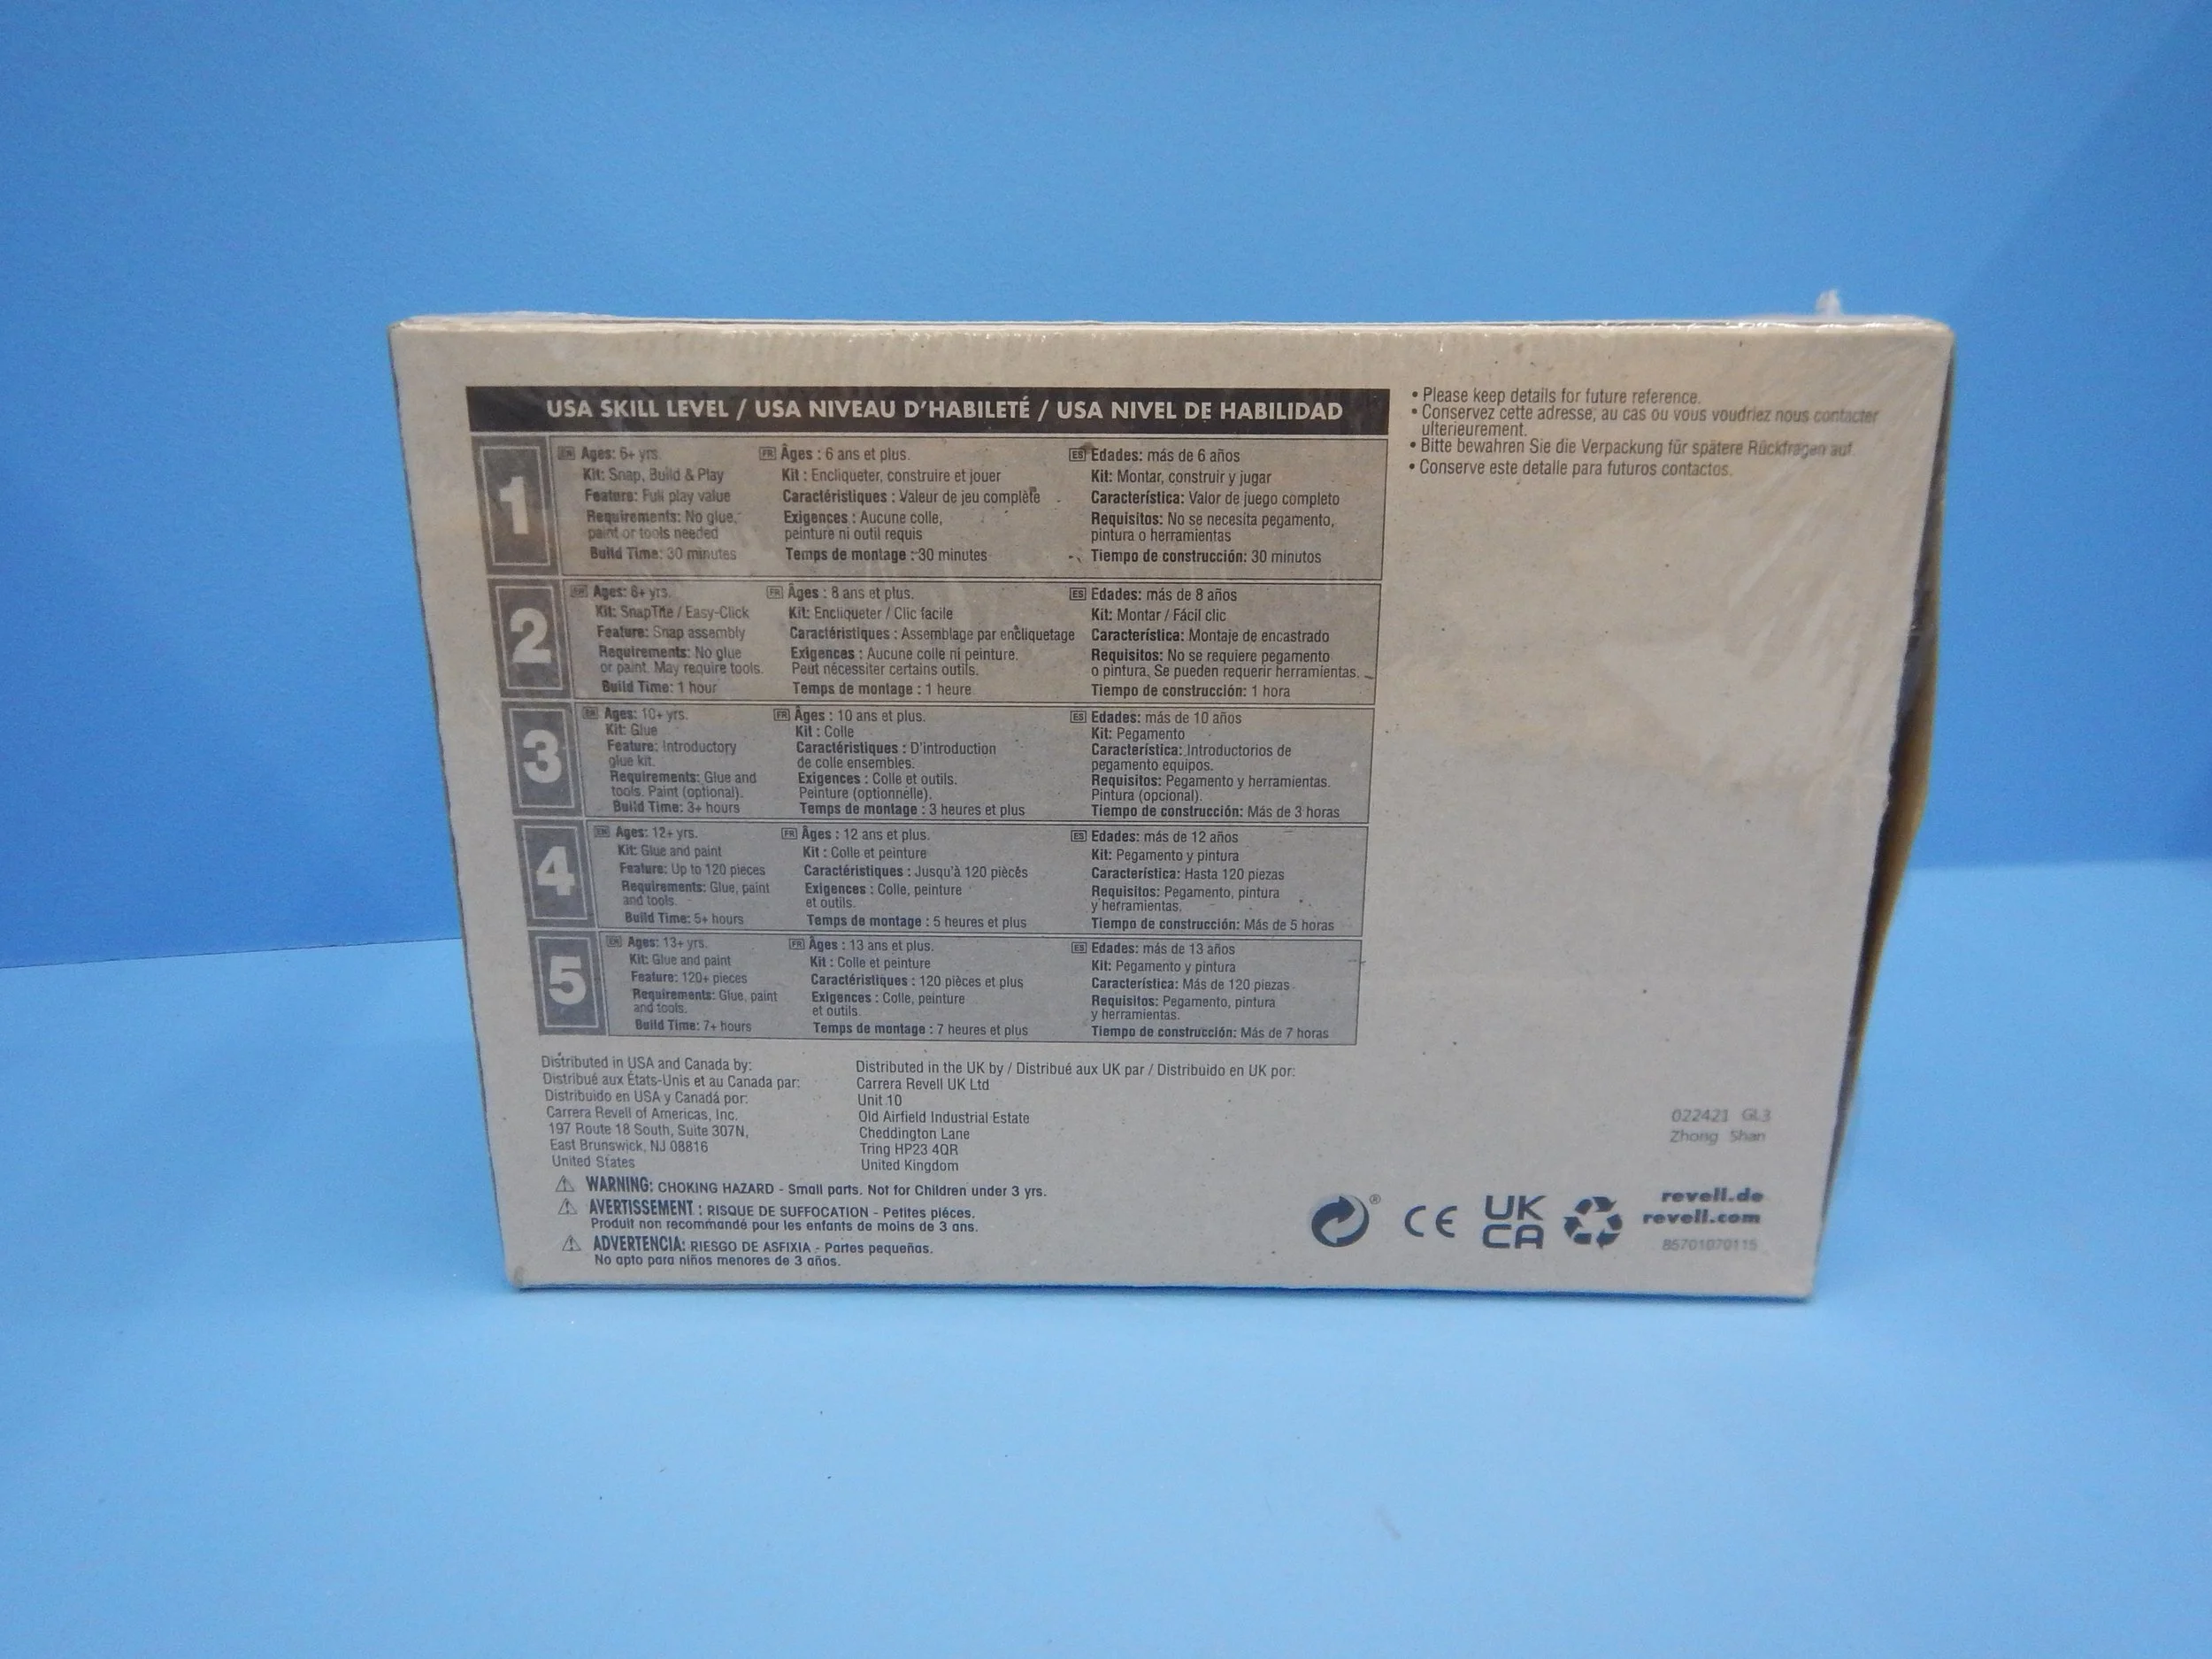 USA SKILL LEVEL / USA NIVEAU D'HABILETÉ / USA NIVEL DE HABILIDAD
1
EN Ages: 6+ yrs.
Kit: Snap, Build & Play
Feature: Full play value
Requirements: No glue,
paint or tools needed
Build Time: 30 minutes
FR Âges : 6 ans et plus.
Kit : Encliqueter, construire et jouer
Caractéristiques : Valeur de jeu complète
Exigences : Aucune colle,
peinture ni outil requis
Temps de montage : 30 minutes
ES Edades: más de 6 años
Kit: Montar, construir y jugar
Característica: Valor de juego completo
Requisitos: No se necesita pegamento,
pintura o herramientas
Tiempo de construcción: 30 minutos
2
EN Ages: 8+ yrs.
Kit: SnapTite / Easy-Click
Feature: Snap assembly
Requirements: No glue
or paint. May require tools.
Build Time: 1 hour
FR Âges : 8 ans et plus.
Kit: Encliqueter / Clic facile
Caractéristiques : Assemblage par encliquetage
Exigences : Aucune colle ni peinture.
Peut nécessiter certains outils.
Temps de montage : 1 heure
ES Edades: más de 8 años
Kit: Montar / Fácil clic
Característica: Montaje de encastrado
Requisitos: No se requiere pegamento
o pintura. Se pueden requerir herramientas.
Tiempo de construcción: 1 hora
3
EN Ages: 10+ yrs.
Kit: Glue
Feature: Introductory
glue kit.
Requirements: Glue and
tools. Paint (optional).
Build Time: 3+ hours
FR Âges : 10 ans et plus.
Kit : Colle
Caractéristiques : D'introduction
de colle ensembles.
Exigences : Colle et outils.
Peinture (optionnelle).
Temps de montage : 3 heures et plus
ES Edades: más de 10 años
Kit: Pegamento
Característica: Introductorios de
pegamento equipos.
Requisitos: Pegamento y herramientas.
Pintura (opcional).
Tiempo de construcción: Más de 3 horas
4
EN Ages: 12+ yrs.
Kit: Glue and paint
Feature: Up to 120 pieces
Requirements: Glue, paint
and tools.
Build Time: 5+ hours
FR Âges : 12 ans et plus.
Kit : Colle et peinture
Caractéristiques : Jusqu'à 120 pièces
Exigences : Colle, peinture
et outils.
Temps de montage : 5 heures et plus
ES Edades: más de 12 años
Kit: Pegamento y pintura
Característica: Hasta 120 piezas
Requisitos: Pegamento, pintura
y herramientas.
Tiempo de construcción: Más de 5 horas
5
EN Ages: 13+ yrs.
Kit: Glue and paint
Feature: 120+ pieces
Requirements: Glue, paint
and tools.
Build Time: 7+ hours
FR Âges : 13 ans et plus.
Kit : Colle et peinture
Caractéristiques : 120 pièces et plus
Exigences : Colle, peinture
et outils.
Temps de montage : 7 heures et plus
ES Edades: más de 13 años
Kit: Pegamento y pintura
Característica: Más de 120 piezas
Requisitos: Pegamento, pintura
y herramientas.
Tiempo de construcción: Más de 7 horas
• Please keep details for future reference.
• Conservez cette adresse, au cas ou vous voudriez nous contacter
ulterieurement.
• Bitte bewahren Sie die Verpackung für spätere Rückfragen auf.
• Conserve este detalle para futuros contactos.
Distributed in USA and Canada by:
Distribué aux États-Unis et au Canada par:
Distribuido en USA y Canadá por:
Carrera Revell of Americas, Inc.
197 Route 18 South, Suite 307N,
East Brunswick, NJ 08816
United States
Distributed in the UK by / Distribué aux UK par / Distribuido en UK por:
Carrera Revell UK Ltd
Unit 10
Old Airfield Industrial Estate
Cheddington Lane
Tring HP23 4QR
United Kingdom
WARNING: CHOKING HAZARD - Small parts. Not for Children under 3 yrs.
AVERTISSEMENT : RISQUE DE SUFFOCATION - Petites piéces.
Produit non recommandé pour les enfants de moins de 3 ans.
ADVERTENCIA: RIESGO DE ASFIXIA - Partes pequeñas.
No apto para niños menores de 3 años.
022421 GL3
Zhong Shan
® CE UK
CA
revell.de
revell.com
85701070115